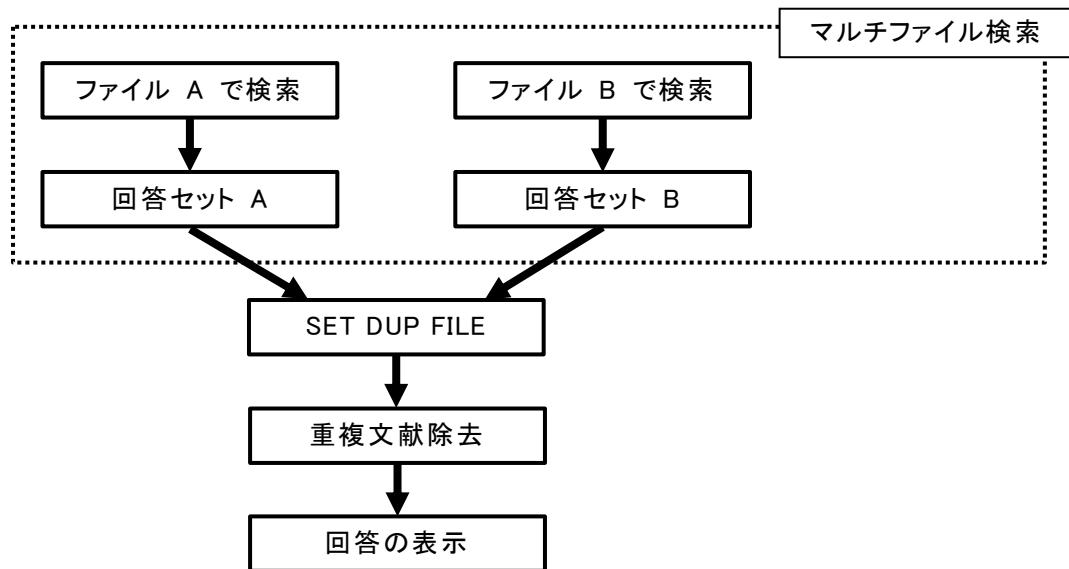 マルチファイル検索
ファイル A で検索
ファイル B で検索
回答セット A
回答セット B
SET DUP FILE
重複文献除去
回答の表示